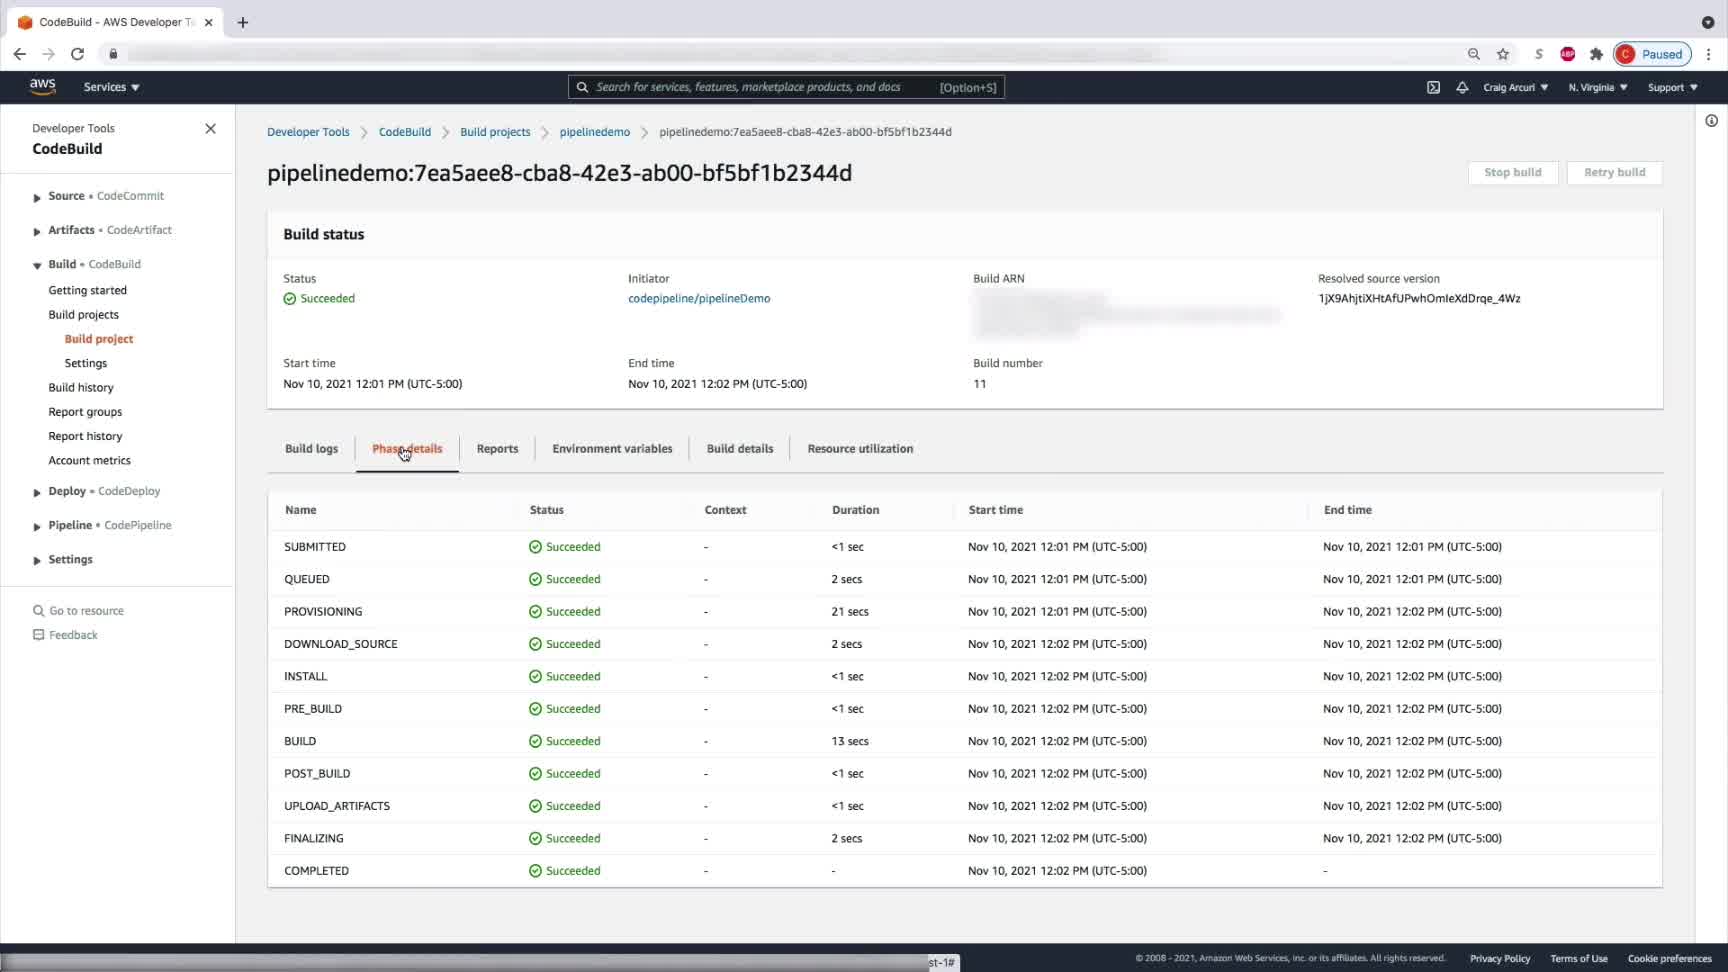 CodeBuild - AWS Developer
Paused
aws
Services
Search for services, features, marketplace products, and docs
[Option+S]
Craig Arcuri
N. Virginia
Support
Developer Tools
CodeBuild
Source • CodeCommit
Artifacts • CodeArtifact
Build • CodeBuild
Getting started
Build projects
Build project
Settings
Build history
Report groups
Report history
Account metrics
Deploy • CodeDeploy
Pipeline • CodePipeline
Settings
Go to resource
Feedback
Developer Tools > CodeBuild > Build projects > pipelinedemo > pipelinedemo:7ea5aee8-cba8-42e3-ab00-bf5bf1b2344d
pipelinedemo:7ea5aee8-cba8-42e3-ab00-bf5bf1b2344d
Stop build
Retry build
Build status
Status
Succeeded
Initiator
codepipeline/pipelineDemo
Build ARN
Resolved source version
1jX9AhjtiXHtAfUPwhOmIeXdDrqe_4Wz
Start time
Nov 10, 2021 12:01 PM (UTC-5:00)
End time
Nov 10, 2021 12:02 PM (UTC-5:00)
Build number
11
Build logs
Phase details
Reports
Environment variables
Build details
Resource utilization
Name Status Context Duration Start time End time
SUBMITTED Succeeded - <1 sec Nov 10, 2021 12:01 PM (UTC-5:00) Nov 10, 2021 12:01 PM (UTC-5:00)
QUEUED Succeeded - 2 secs Nov 10, 2021 12:01 PM (UTC-5:00) Nov 10, 2021 12:01 PM (UTC-5:00)
PROVISIONING Succeeded - 21 secs Nov 10, 2021 12:01 PM (UTC-5:00) Nov 10, 2021 12:02 PM (UTC-5:00)
DOWNLOAD_SOURCE Succeeded - 2 secs Nov 10, 2021 12:02 PM (UTC-5:00) Nov 10, 2021 12:02 PM (UTC-5:00)
INSTALL Succeeded - <1 sec Nov 10, 2021 12:02 PM (UTC-5:00) Nov 10, 2021 12:02 PM (UTC-5:00)
PRE_BUILD Succeeded - <1 sec Nov 10, 2021 12:02 PM (UTC-5:00) Nov 10, 2021 12:02 PM (UTC-5:00)
BUILD Succeeded - 13 secs Nov 10, 2021 12:02 PM (UTC-5:00) Nov 10, 2021 12:02 PM (UTC-5:00)
POST_BUILD Succeeded - <1 sec Nov 10, 2021 12:02 PM (UTC-5:00) Nov 10, 2021 12:02 PM (UTC-5:00)
UPLOAD_ARTIFACTS Succeeded - <1 sec Nov 10, 2021 12:02 PM (UTC-5:00) Nov 10, 2021 12:02 PM (UTC-5:00)
FINALIZING Succeeded - 2 secs Nov 10, 2021 12:02 PM (UTC-5:00) Nov 10, 2021 12:02 PM (UTC-5:00)
COMPLETED Succeeded - - Nov 10, 2021 12:02 PM (UTC-5:00) -
st-1#
© 2008 - 2021, Amazon Web Services, Inc. or its affiliates. All rights reserved.
Privacy Policy
Terms of Use
Cookie preferences